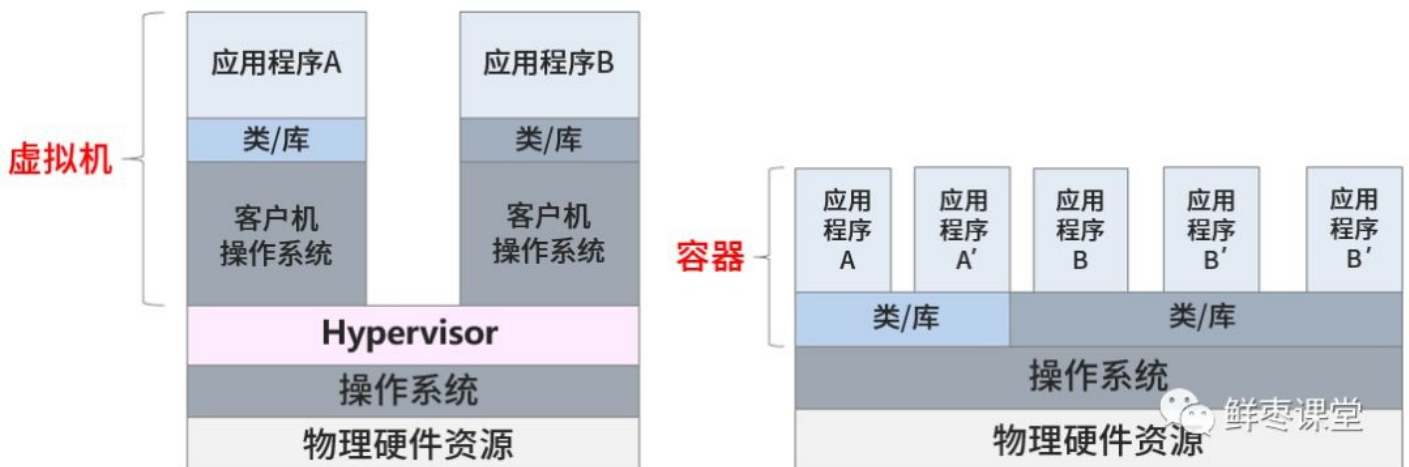 虚拟机
应用程序A
类/库
客户机
操作系统
应用程序B
类/库
客户机
操作系统
Hypervisor
操作系统
物理硬件资源
容器
应用
程序
A
应用
程序
A′
应用
程序
B
应用
程序
B′
应用
程序
B′
类/库
类/库
操作系统
物理硬件资源
鲜枣课堂